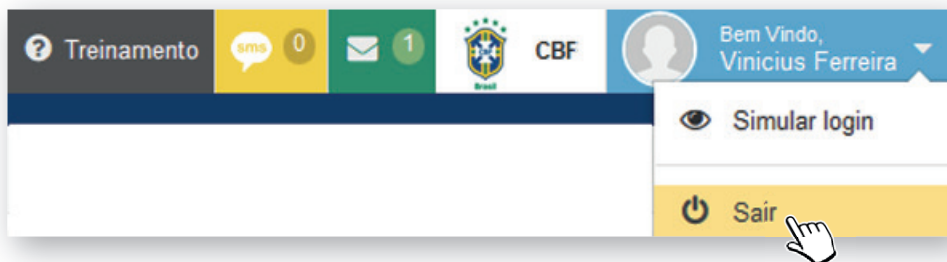 Treinamento
sms 0
1
Brasil
CBF
Bem Vindo,
Vinicius Ferreira
Simular login
Sair